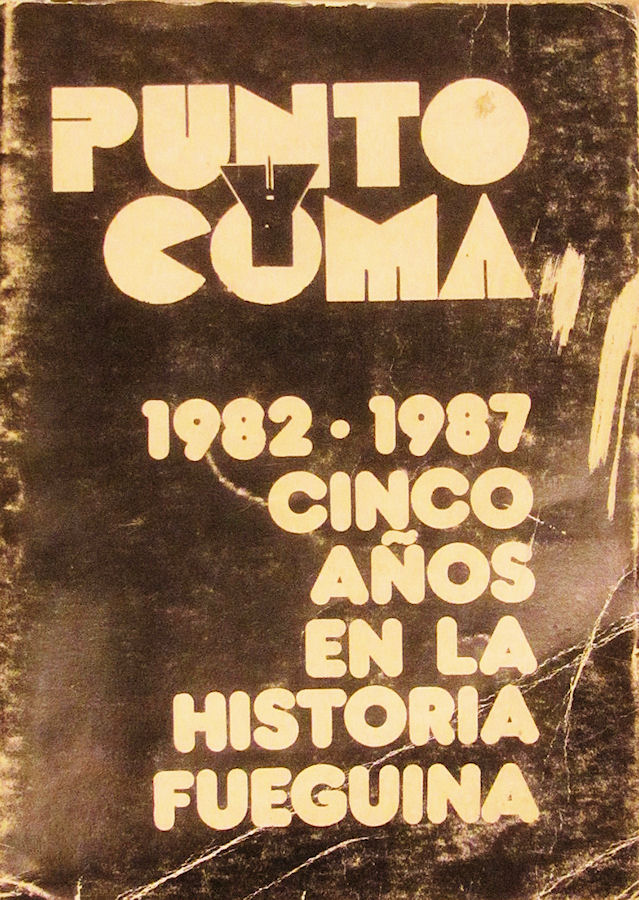 PUNTO
Y
COMA
1982 · 1987
CINCO
AÑOS
EN LA
HISTORIA
FUEGUINA